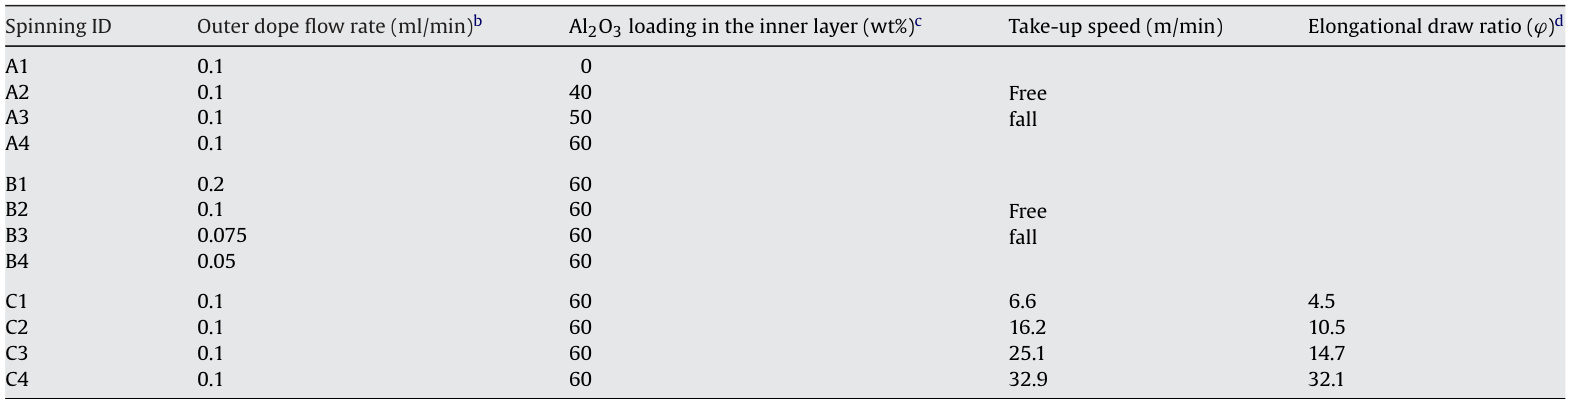 Spinning ID Outer dope flow rate (ml/min)b Al2O3 loading in the inner layer (wt%)c Take-up speed (m/min) Elongational draw ratio (φ)d
A1 0.1 0
A2 0.1 40 Free
A3 0.1 50 fall
A4 0.1 60
B1 0.2 60
B2 0.1 60 Free
B3 0.075 60 fall
B4 0.05 60
C1 0.1 60 6.6 4.5
C2 0.1 60 16.2 10.5
C3 0.1 60 25.1 14.7
C4 0.1 60 32.9 32.1